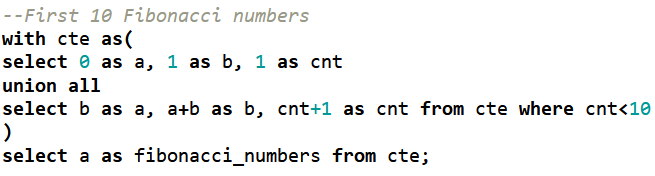 --First 10 Fibonacci numbers
with cte as(
select 0 as a, 1 as b, 1 as cnt
union all
select b as a, a+b as b, cnt+1 as cnt from cte where cnt<10
)
select a as fibonacci_numbers from cte;